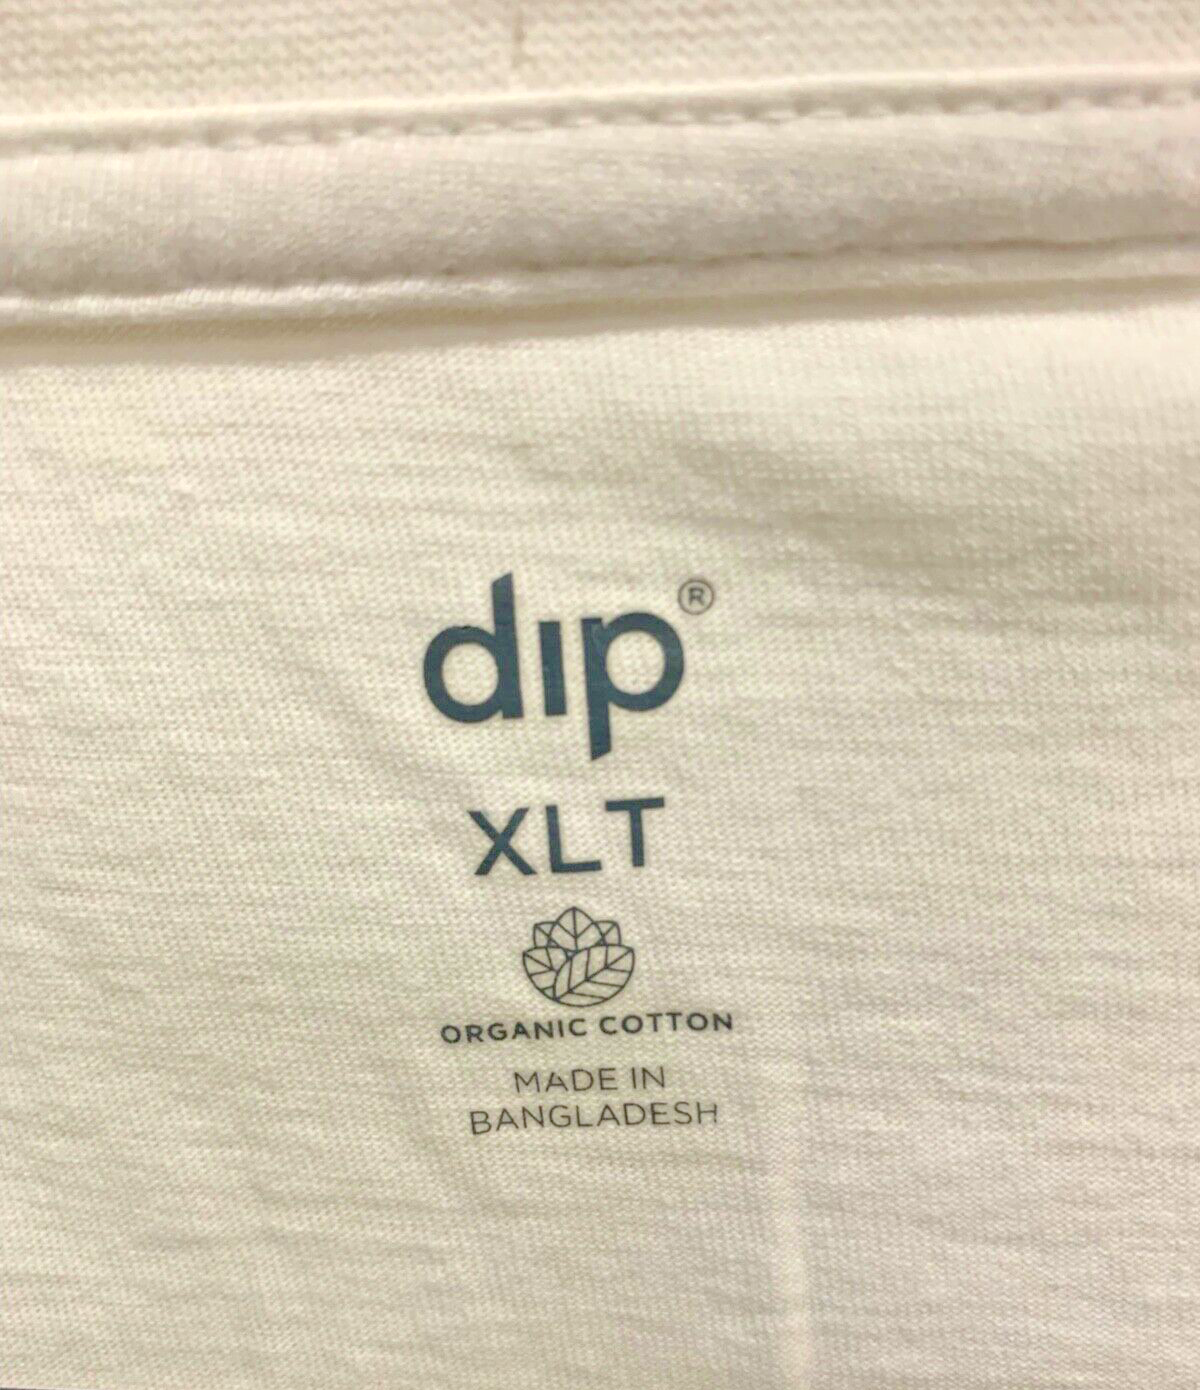 dip®
XLT
ORGANIC COTTON
MADE IN
BANGLADESH